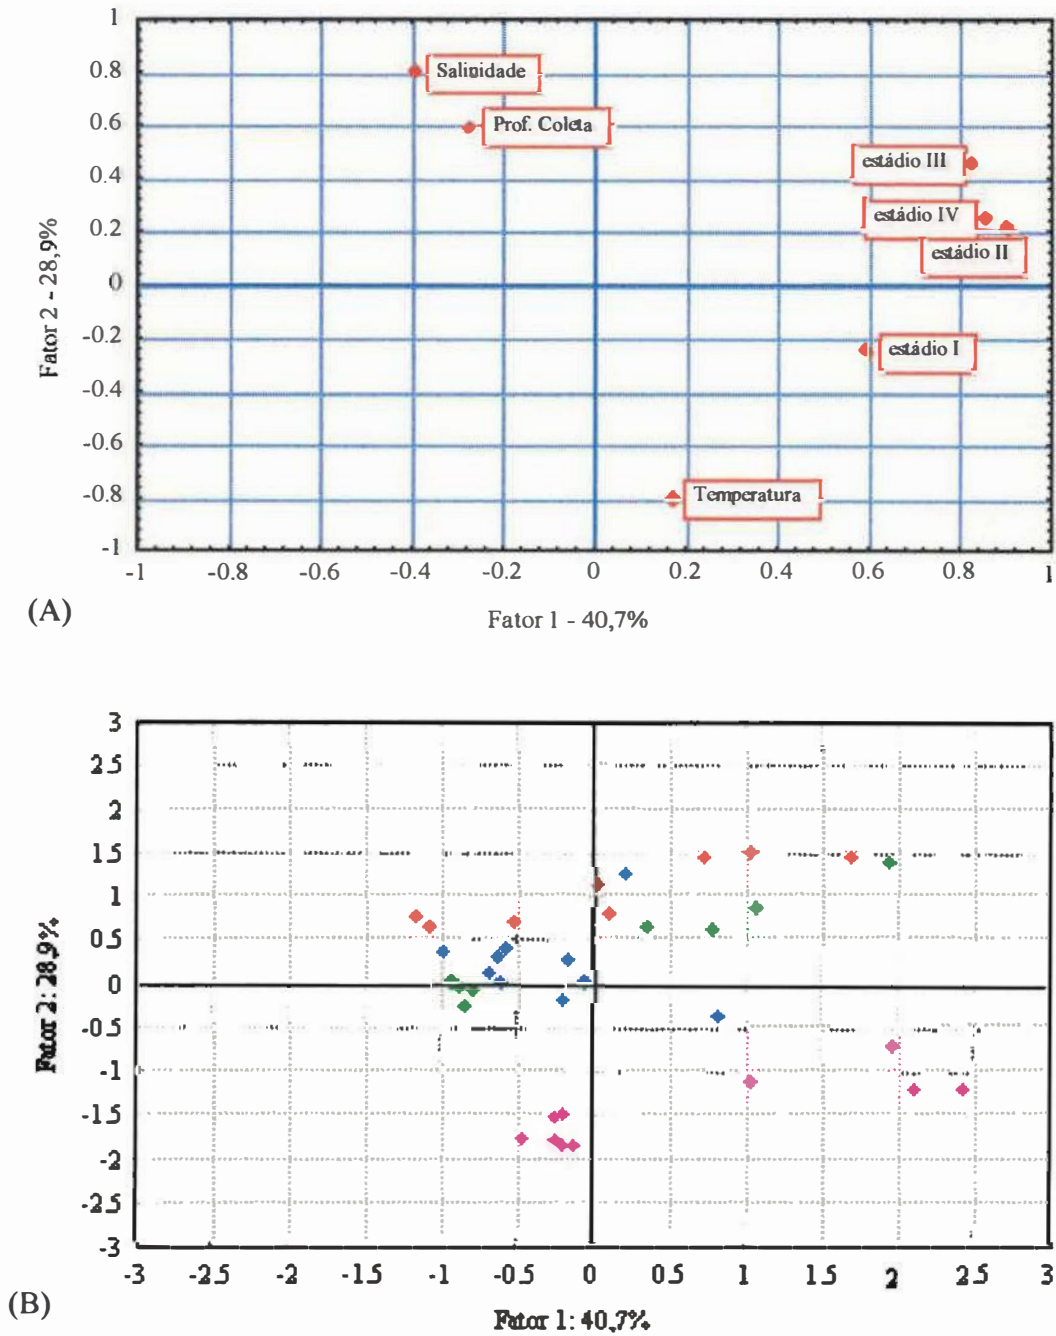 1
0.8
0.6
0.4
0.2
0
-0.2
-0.4
-0.6
-0.8
-1
Fator 2 - 28,9%
Salinidade
Prof. Coleta
estádio III
estádio IV
estádio II
estádio I
Temperatura
-1 -0.6 -0.4 -0.2 0 0.2 0.4 0.6 0.8 1
(A)
Fator 1 - 40,7%
3
2.5
2
1.5
1
0.5
0
-0.5
-1
-1.5
-2
-2.5
-3
Fator 2: 28,9%
-3 -2.5 -2 -1.5 -1 -0.5 0 0.5 1 1.5 2 2.5 3
(B)
Fator 1: 40,7%